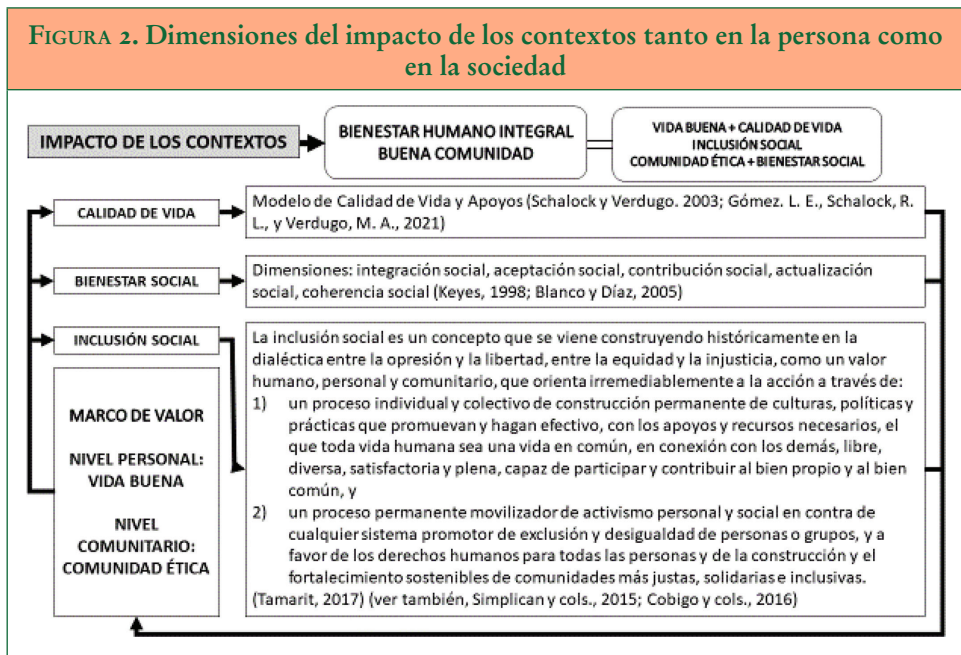 FIGURA 2. Dimensiones del impacto de los contextos tanto en la persona como
en la sociedad
IMPACTO DE LOS CONTEXTOS
BIENESTAR HUMANO INTEGRAL
BUENA COMUNIDAD
VIDA BUENA + CALIDAD DE VIDA
INCLUSIÓN SOCIAL
COMUNIDAD ÉTICA + BIENESTAR SOCIAL
CALIDAD DE VIDA
Modelo de Calidad de Vida y Apoyos (Schalock y Verdugo. 2003; Gómez. L. E., Schalock, R.
L., y Verdugo, M. A., 2021)
BIENESTAR SOCIAL
Dimensiones: integración social, aceptación social, contribución social, actualización
social, coherencia social (Keyes, 1998; Blanco y Díaz, 2005)
INCLUSIÓN SOCIAL
La inclusión social es un concepto que se viene construyendo históricamente en la
dialéctica entre la opresión y la libertad, entre la equidad y la injusticia, como un valor
humano, personal y comunitario, que orienta irremediablemente a la acción a través de:
1) un proceso individual y colectivo de construcción permanente de culturas, políticas y
prácticas que promuevan y hagan efectivo, con los apoyos y recursos necesarios, el
que toda vida humana sea una vida en común, en conexión con los demás, libre,
diversa, satisfactoria y plena, capaz de participar y contribuir al bien propio y al bien
común, y
2) un proceso permanente movilizador de activismo personal y social en contra de
cualquier sistema promotor de exclusión y desigualdad de personas o grupos, y a
favor de los derechos humanos para todas las personas y de la construcción y el
fortalecimiento sostenibles de comunidades más justas, solidarias e inclusivas.
(Tamarit, 2017) (ver también, Simplican y cols., 2015; Cobigo y cols., 2016)
MARCO DE VALOR
NIVEL PERSONAL:
VIDA BUENA
NIVEL
COMUNITARIO:
COMUNIDAD ÉTICA